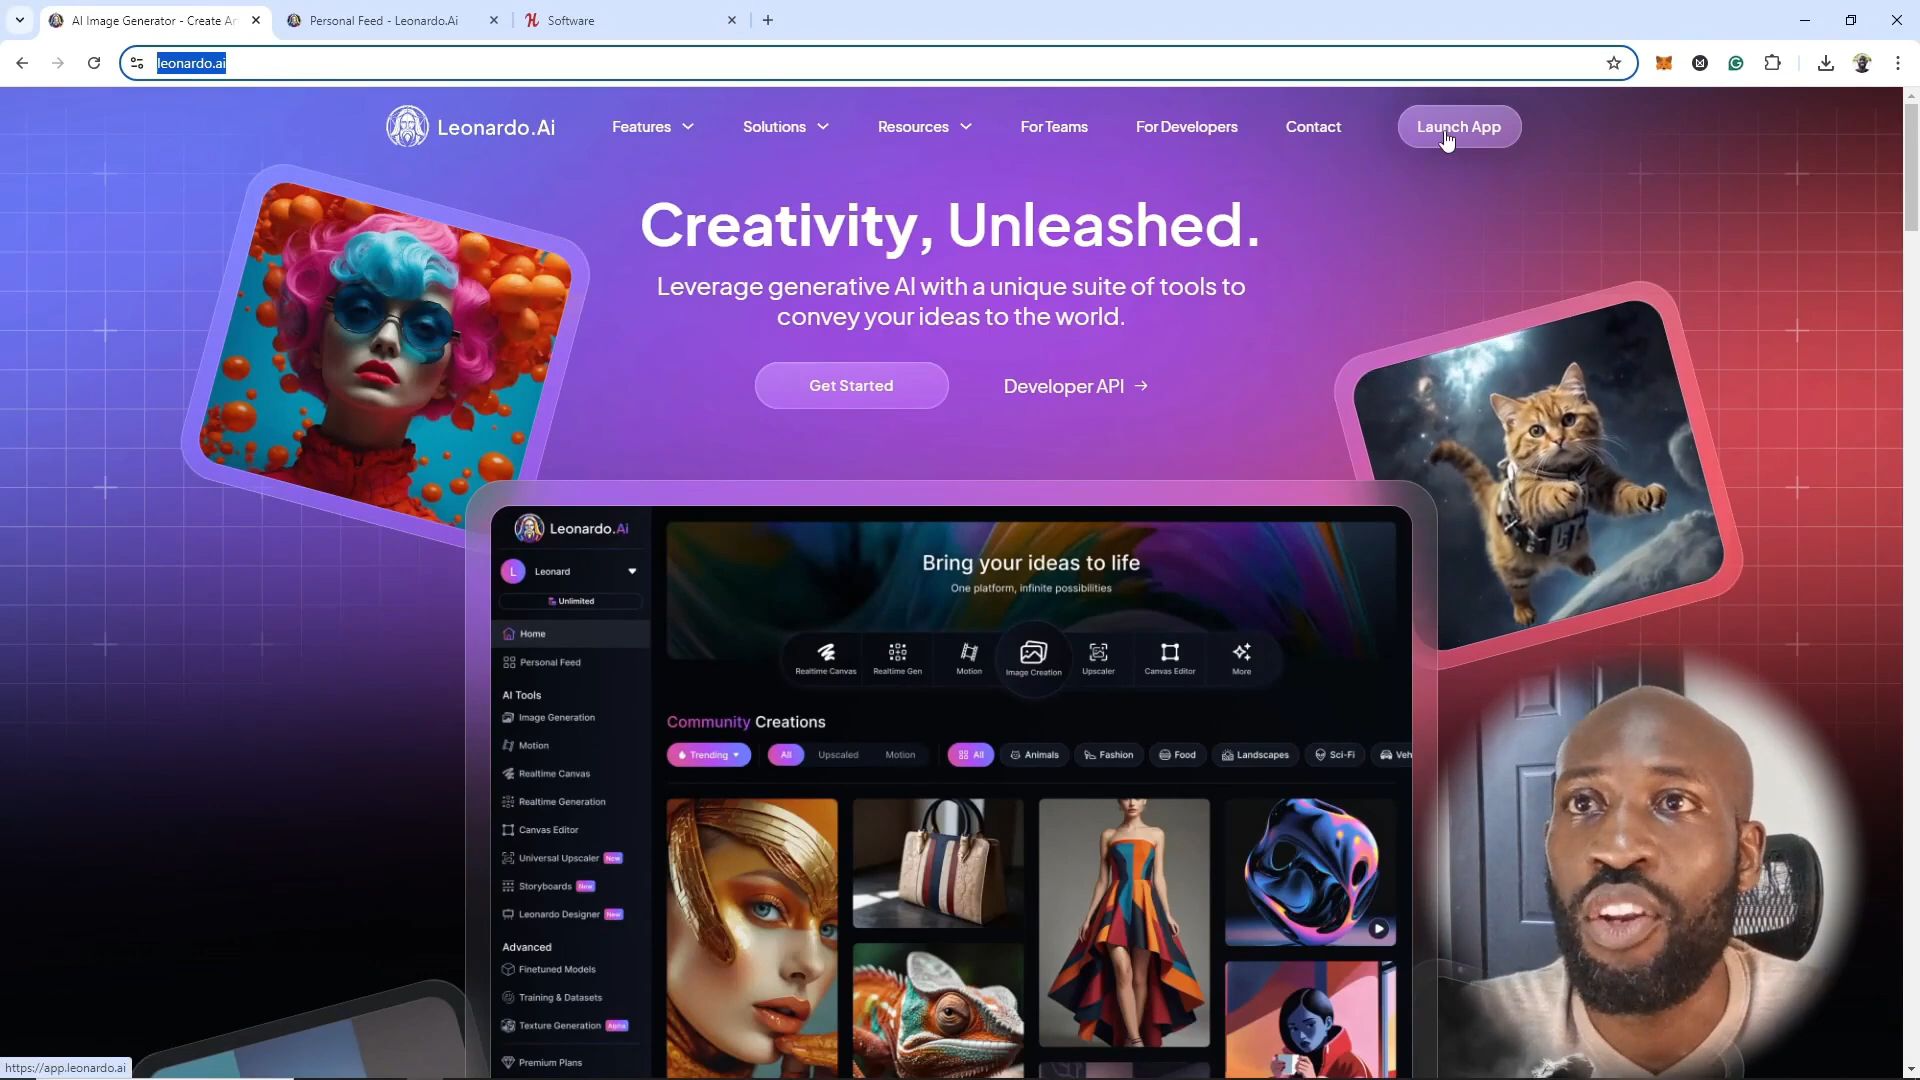 AI Image Generator - Create Ar
Personal Feed - Leonardo.Ai
Software
leonardo.ai
Leonardo.Ai
Features
Solutions
Resources
For Teams
For Developers
Contact
Launch App
Creativity, Unleashed.
Leverage generative AI with a unique suite of tools to
convey your ideas to the world.
Get Started
Developer API →
Leonardo.Ai
L
Leonard
Unlimited
Home
Personal Feed
AI Tools
Image Generation
Motion
Realtime Canvas
Realtime Generation
Canvas Editor
Universal Upscaler New
Storyboards New
Leonardo Designer New
Advanced
Finetuned Models
Training & Datasets
Texture Generation Alpha
Premium Plans
Bring your ideas to life
One platform, infinite possibilities
Realtime Canvas
Realtime Gen
Motion
Image Creation
Upscaler
Canvas Editor
More
Community Creations
Trending
All
Upscaled
Motion
All
Animals
Fashion
Food
Landscapes
Sci-Fi
Veh
https://app.leonardo.ai